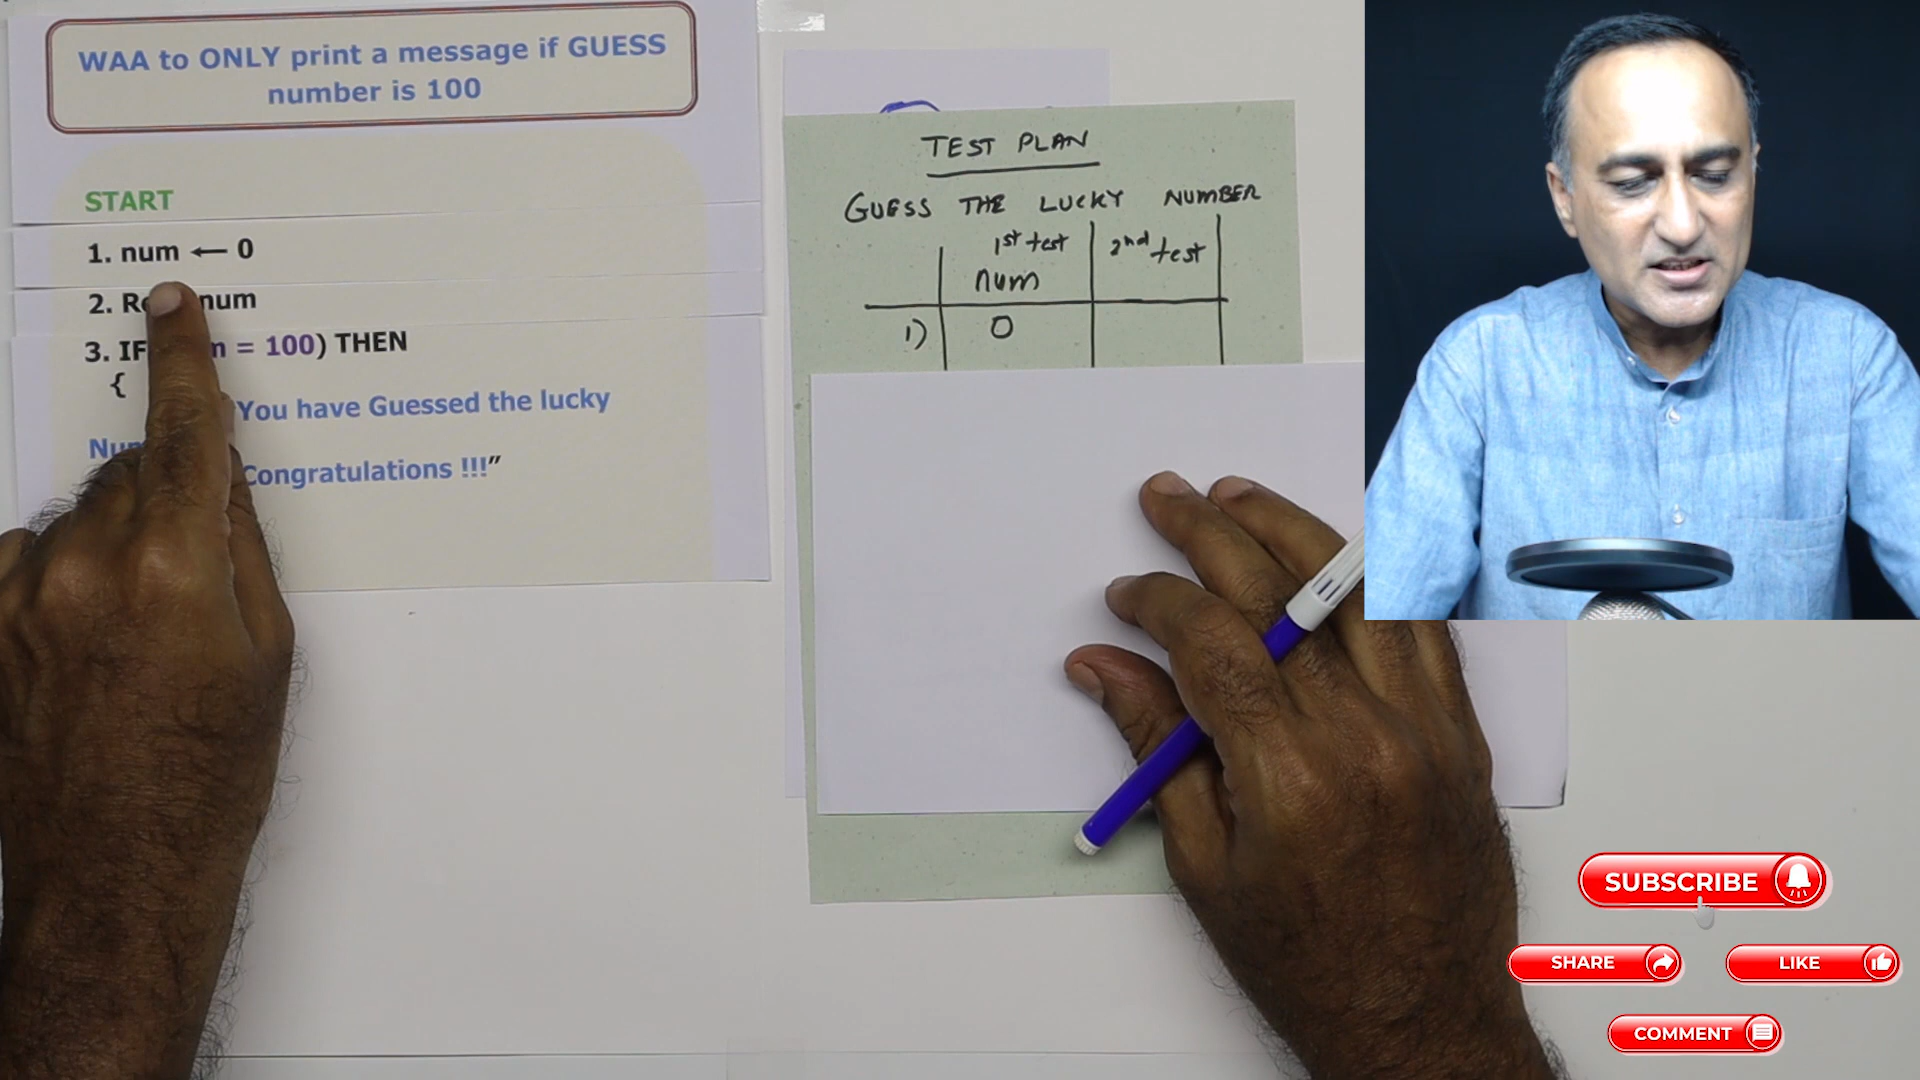 WAA to ONLY print a message if GUESS
number is 100
START
1. num ← 0
2. num
3. IF = 100) THEN
{
You have Guessed the lucky
Congratulations !!!”
TEST PLAN
GUESS THE LUCKY NUMBER
1st test 2nd test
num
1) 0
SUBSCRIBE
SHARE
LIKE
COMMENT